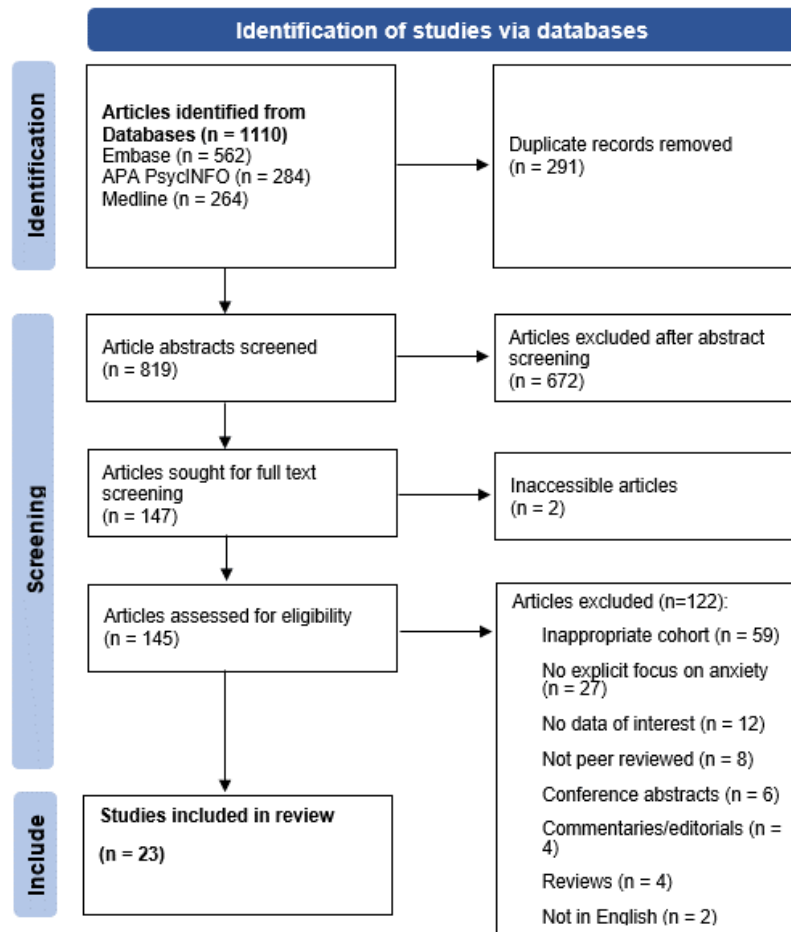 Identification of studies via databases
Identification
Articles identified from
Databases (n = 1110)
Embase (n = 562)
APA PsycINFO (n = 284)
Medline (n = 264)
Duplicate records removed
(n = 291)
Screening
Article abstracts screened
(n = 819)
Articles excluded after abstract
screening
(n = 672)
Articles sought for full text
screening
(n = 147)
Inaccessible articles
(n = 2)
Articles assessed for eligibility
(n = 145)
Articles excluded (n=122):
Inappropriate cohort (n = 59)
No explicit focus on anxiety
(n = 27)
No data of interest (n = 12)
Not peer reviewed (n = 8)
Conference abstracts (n = 6)
Commentaries/editorials (n =
4)
Reviews (n = 4)
Not in English (n = 2)
Include
Studies included in review
(n = 23)